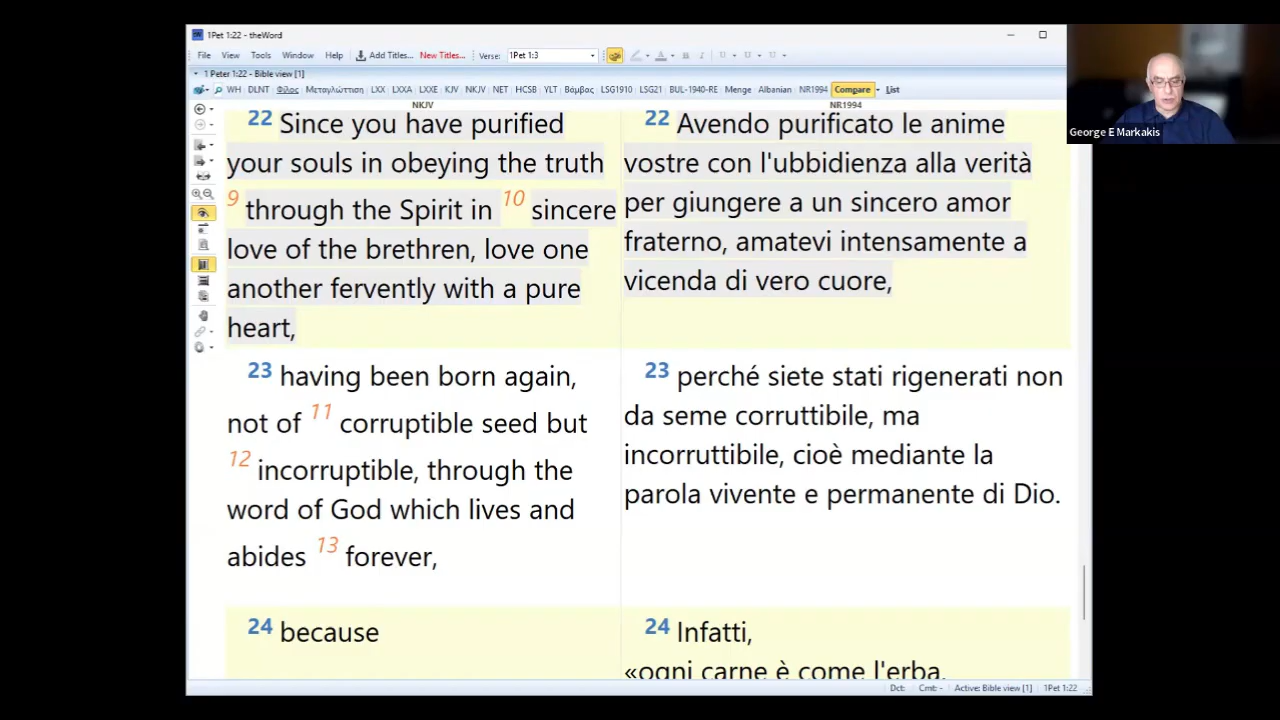 1Pet 1:22 - theWord
File View Tools Window Help Add Titles... New Titles... Verse: 1Pet 1:3 B I U U U
1 Peter 1:22 - Bible view [1]
WH DLNT Φίλος Μεταγλώττιση LXX LXXA LXXE KJV NKJV NET HCSB YLT Βαμβας LSG1910 LSG21 BUL-1940-RE Menge Albanian NR1994 Compare List
NKJV
22 Since you have purified
your souls in obeying the truth
9 through the Spirit in 10 sincere
love of the brethren, love one
another fervently with a pure
heart,
23 having been born again,
not of 11 corruptible seed but
12 incorruptible, through the
word of God which lives and
abides 13 forever,
24 because
NR1994
22 Avendo purificato le anime
vostre con l'ubbidienza alla verità
per giungere a un sincero amor
fraterno, amatevi intensamente a
vicenda di vero cuore,
23 perché siete stati rigenerati non
da seme corruttibile, ma
incorruttibile, cioè mediante la
parola vivente e permanente di Dio.
24 Infatti,
«ogni carne è come l'erba,
Dct: Cmt: - Active: Bible view [1] 1Pet 1:22
George E Markakis